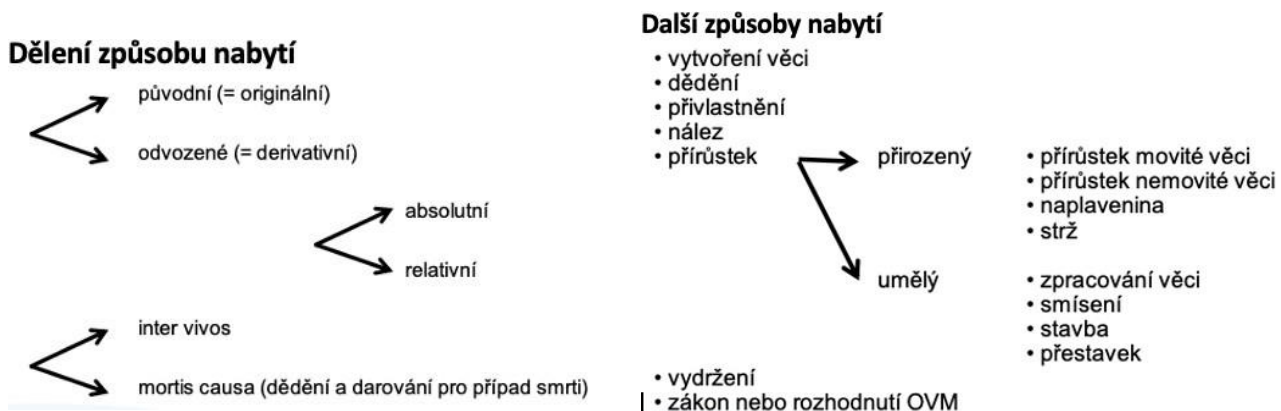 Dělení způsobu nabytí
původní (= originální)
odvozené (= derivativní)
absolutní
relativní
inter vivos
mortis causa (dědění a darování pro případ smrti)
Další způsoby nabytí
• vytvoření věci
• dědění
• přivlastnění
• nález
• přírůstek
přirozený
• přírůstek movité věci
• přírůstek nemovité věci
• naplavenina
• strž
umělý
• zpracování věci
• smísení
• stavba
• přestavek
• vydržení
• zákon nebo rozhodnutí OVM